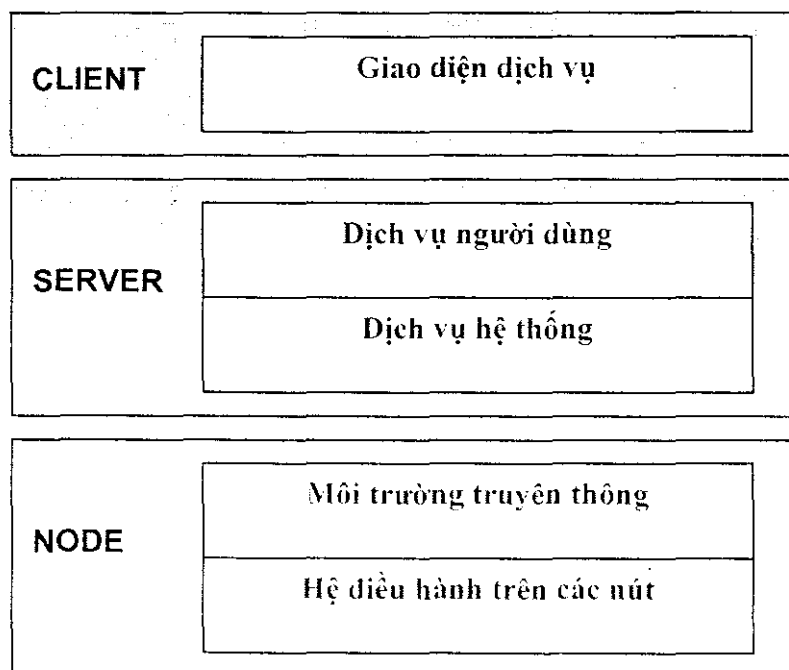 CLIENT
Giao diện dịch vụ
SERVER
Dịch vụ người dùng
Dịch vụ hệ thống
NODE
Môi trường truyền thông
Hệ điều hành trên các nút